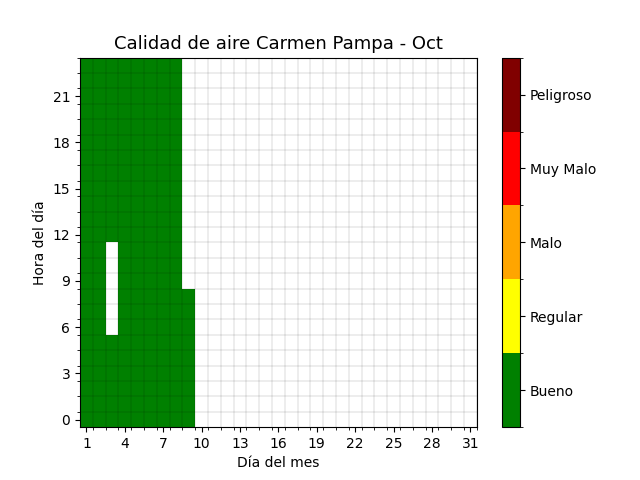 Calidad de aire Carmen Pampa - Oct
Hora del día
21
18
15
12
9
6
3
0
1 4 7 10 13 16 19 22 25 28 31
Día del mes
Peligroso
Muy Malo
Malo
Regular
Bueno